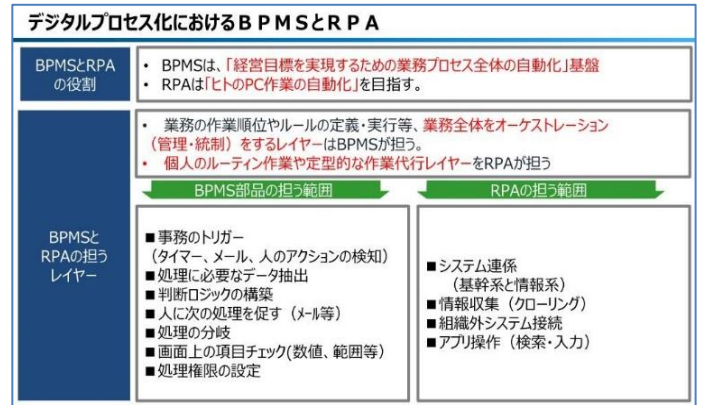 デジタルプロセス化におけるＢＰＭＳとＲＰＡ
BPMSとRPA
の役割
・ BPMSは、「経営目標を実現するための業務プロセス全体の自動化」基盤
・ RPAは「ヒトのPC作業の自動化」を目指す。
BPMSと
RPAの担う
レイヤー
・ 業務の作業順位やルールの定義・実行等、業務全体をオーケストレーション
（管理・統制）をするレイヤーはBPMSが担う。
・ 個人のルーティン作業や定型的な作業代行レイヤーをRPAが担う
BPMS部品の担う範囲
■事務のトリガー
（タイマー、メール、人のアクションの検知）
■処理に必要なデータ抽出
■判断ロジックの構築
■人に次の処理を促す（メール等）
■処理の分岐
■画面上の項目チェック(数値、範囲等）
■処理権限の設定
RPAの担う範囲
■システム連係
（基幹系と情報系）
■情報収集（クローリング）
■組織外システム接続
■アプリ操作（検索・入力）